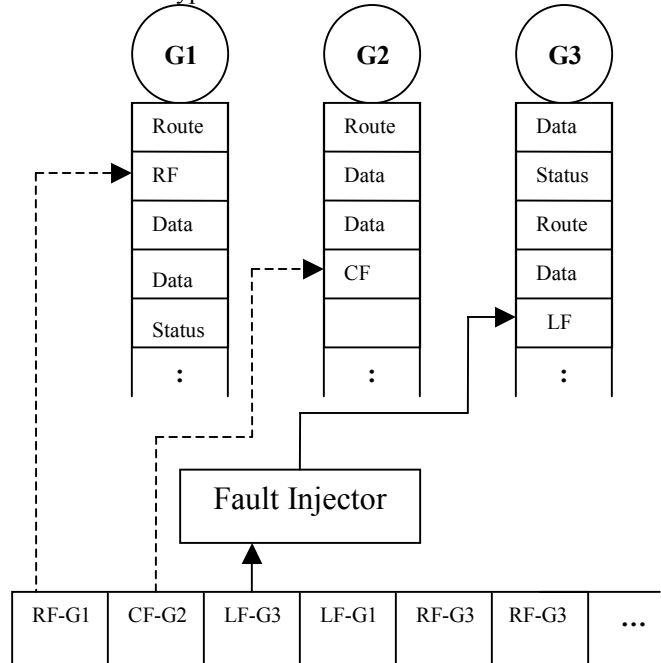 G1 G2 G3
Route Route Data
RF Data Status
Data Data Route
Data CF Data
Status LF
: : :
Fault Injector
RF-G1 CF-G2 LF-G3 LF-G1 RF-G3 RF-G3 ...